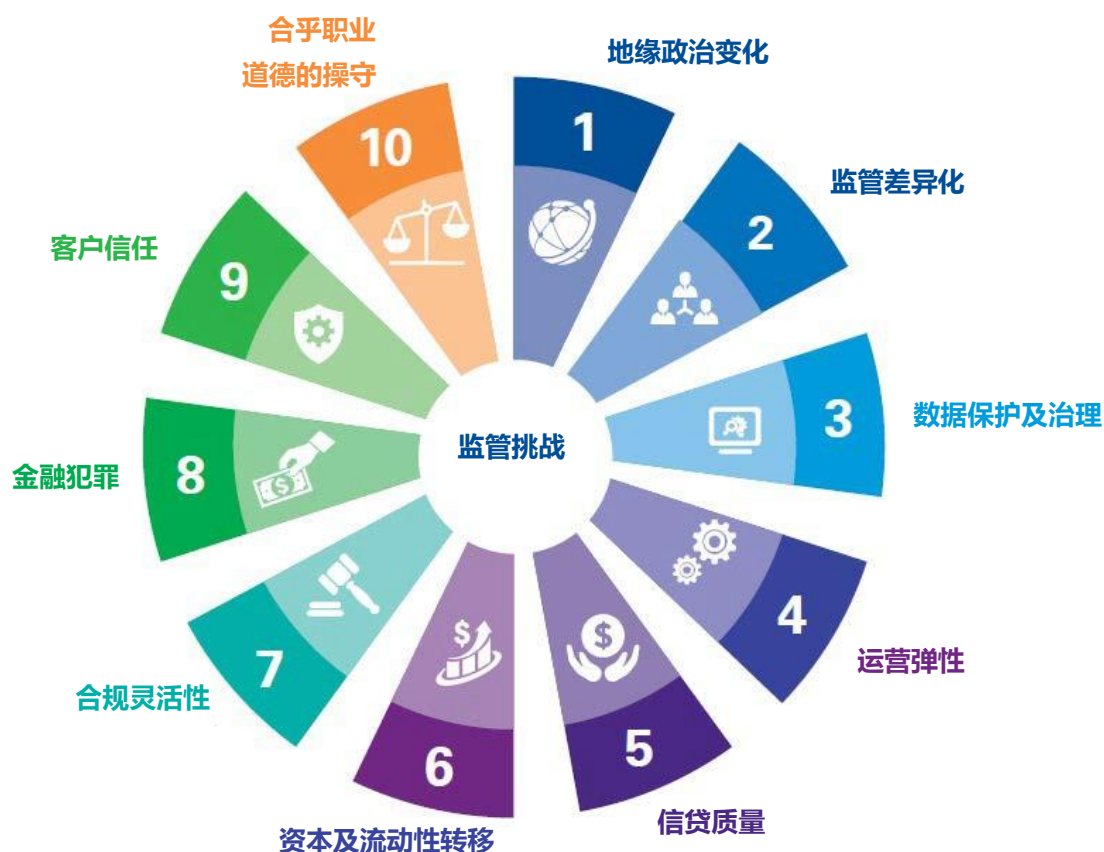 合乎职业
道德的操守
10
地缘政治变化
1
监管差异化
2
数据保护及治理
3
运营弹性
4
信贷质量
5
资本及流动性转移
6
合规灵活性
7
金融犯罪
8
客户信任
9
监管挑战
$
$
$